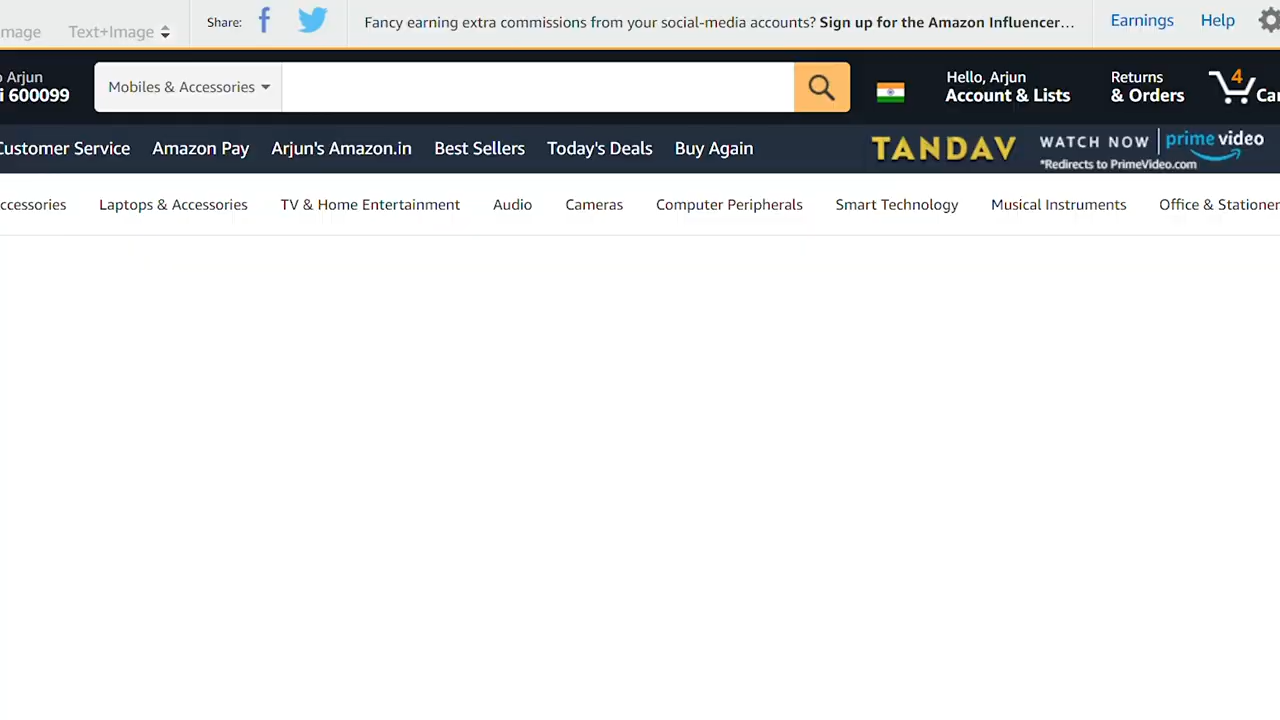 mage Text+Image Share: Fancy earning extra commissions from your social-media accounts? Sign up for the Amazon Influencer... Earnings Help
o Arjun
i 600099
Mobiles & Accessories
Hello, Arjun
Account & Lists
Returns
& Orders
4
Car
Customer Service Amazon Pay Arjun's Amazon.in Best Sellers Today's Deals Buy Again
TANDAV WATCH NOW prime video
*Redirects to PrimeVideo.com
ccessories Laptops & Accessories TV & Home Entertainment Audio Cameras Computer Peripherals Smart Technology Musical Instruments Office & Stationer